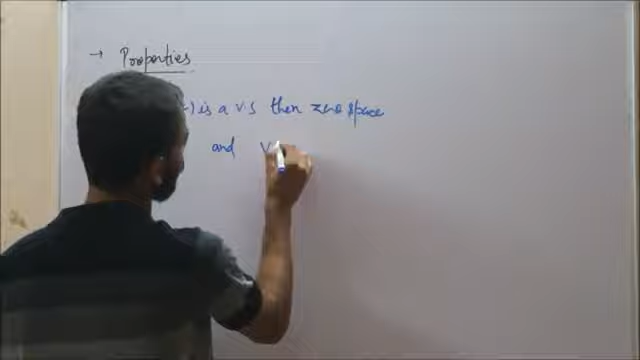 → Properties
) is a V.S then zero space
and V